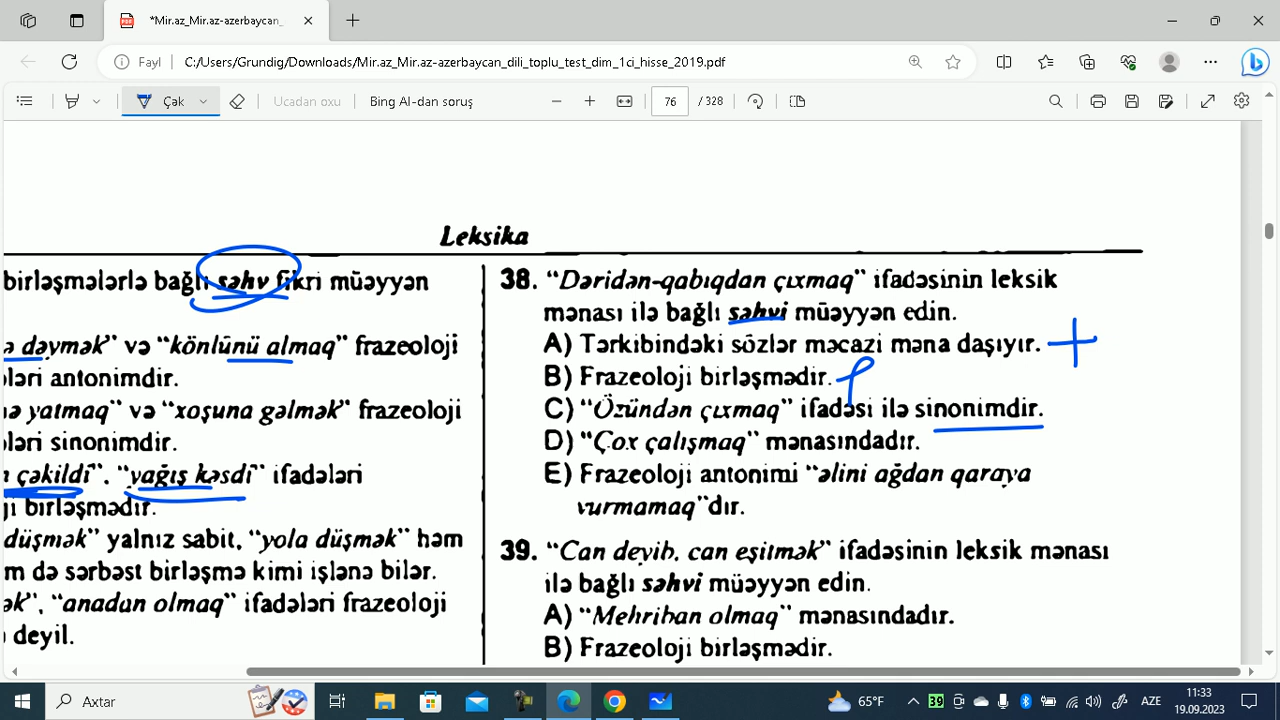 *Mir.az_Mir.az-azerbaycan_
Fayl
C:/Users/Grundig/Downloads/Mir.az_Mir.az-azerbaycan_dili_toplu_test_dim_1ci_hisse_2019.pdf
Çək
Ucadan oxu
Bing AI-dan soruş
76 / 328
Leksika
birləşmələrlə bağlı səhv fikri müəyyən
ə dəymək” və “könlünü almaq” frazeoloji
ləri antonimdir.
ə yatmaq” və “xoşuna gəlmək” frazeoloji
ləri sinonimdir.
n çəkildi”, “yağış kəsdi” ifadələri
ji birləşmədir.
düşmək” yalnız sabit, “yola düşmək” həm
m də sərbəst birləşmə kimi işlənə bilər.
ək”, “anadan olmaq” ifadələri frazeoloji
ə deyil.
38. “Dəridən-qabıqdan çıxmaq” ifadəsinin leksik
mənası ilə bağlı səhvi müəyyən edin.
A) Tərkibindəki sözlər məcazi məna daşıyır.
B) Frazeoloji birləşmədir.
C) “Özündən çıxmaq” ifadəsi ilə sinonimdir.
D) “Çox çalışmaq” mənasındadır.
E) Frazeoloji antonimi “əlini ağdan qaraya
vurmamaq”dır.
39. “Can deyib, can eşitmək” ifadəsinin leksik mənası
ilə bağlı səhvi müəyyən edin.
A) “Mehriban olmaq” mənasındadır.
B) Frazeoloji birləşmədir.
Axtar
65°F
39
AZE
11:33
19.09.2023